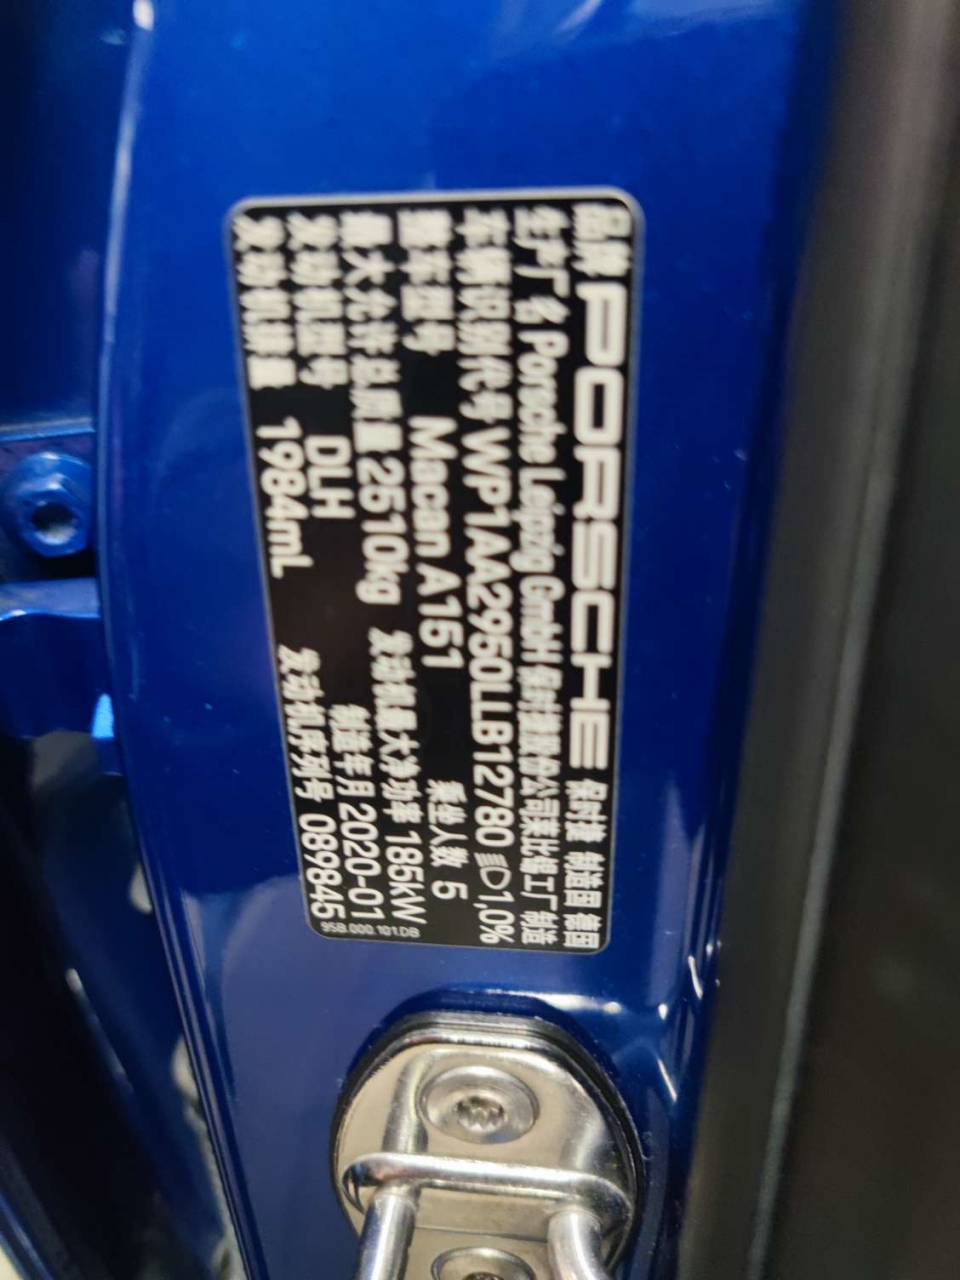 品牌 PORSCHE 保时捷 制造国 德国
生产厂名 Porsche Leipzig GmbH 保时捷股份公司莱比锡工厂制造
车辆识别代号 WP1AA2950LLB12780 1,0%
整车型号 Macan A151 乘坐人数 5
最大允许总质量 2510kg 发动机最大净功率 185kW
发动机型号 DLH 制造年月 2020-01
发动机排量 1984mL 发动机序列号 089845
95B.000.101.DB